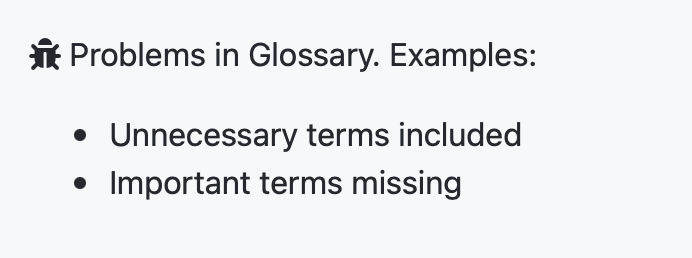 Problems in Glossary. Examples:
• Unnecessary terms included
• Important terms missing